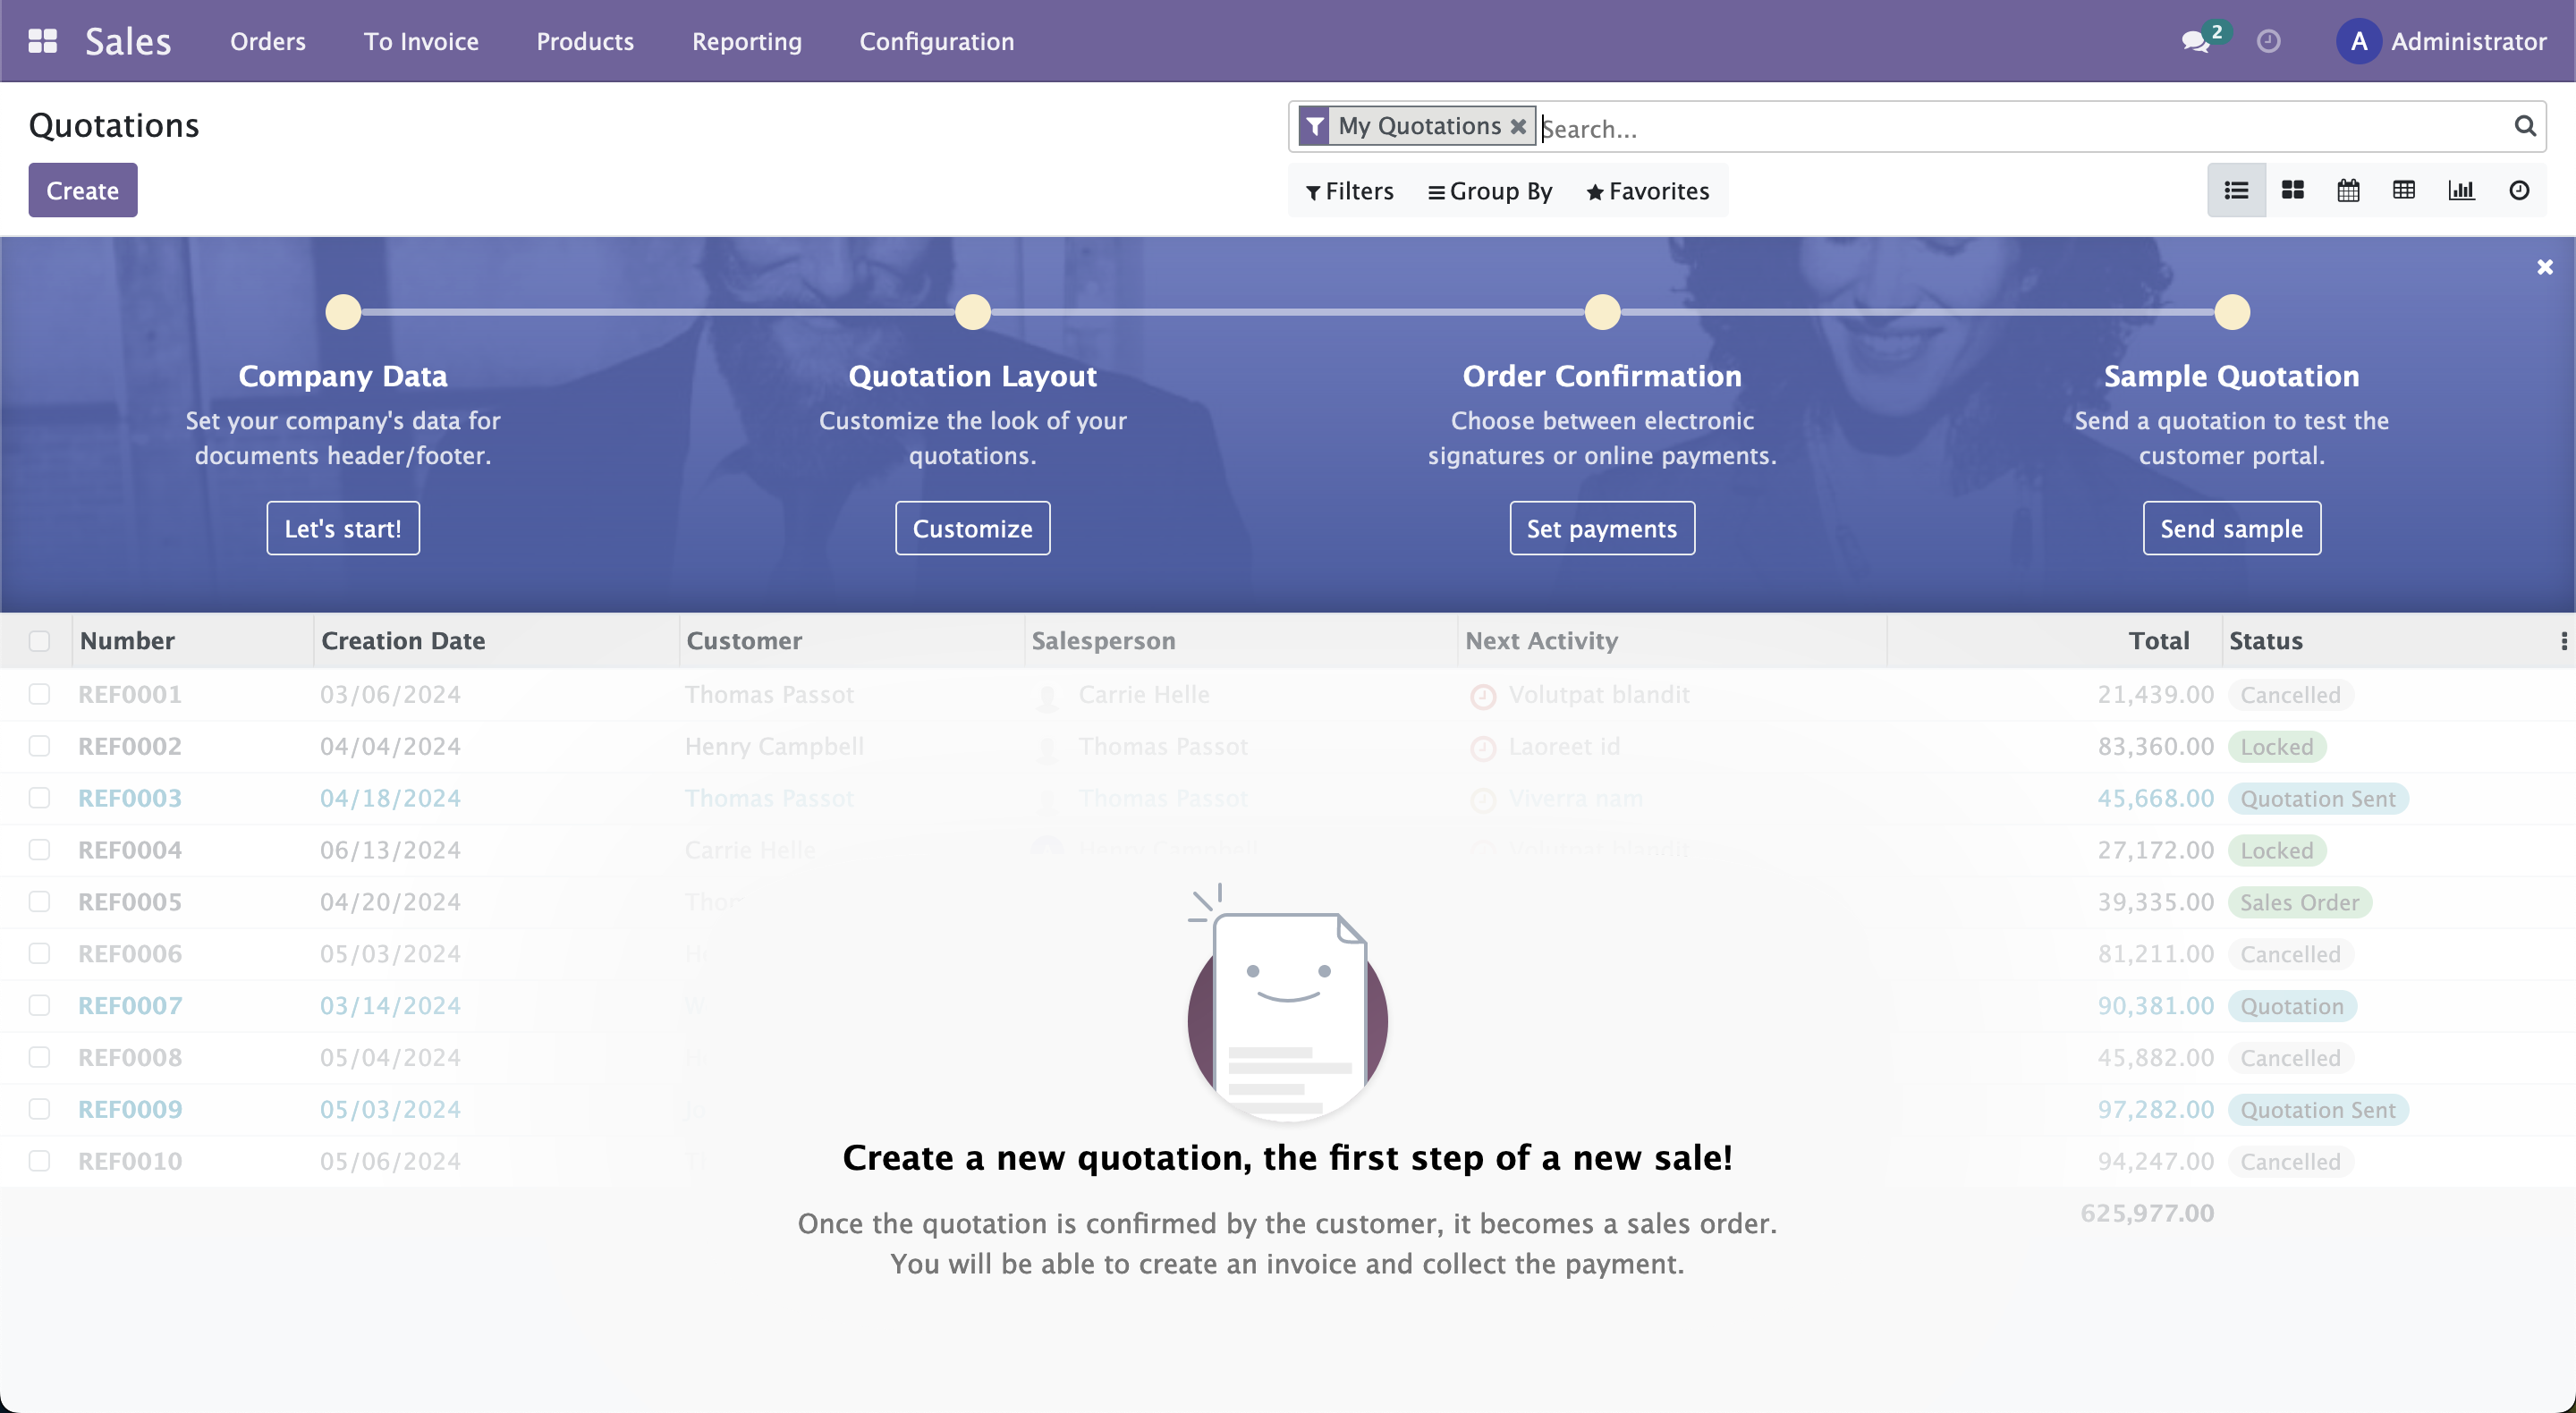 Sales Orders To Invoice Products Reporting Configuration 2 A Administrator
Quotations
My Quotations Search...
Create
Filters Group By Favorites
Company Data
Set your company's data for
documents header/footer.
Let's start!
Quotation Layout
Customize the look of your
quotations.
Customize
Order Confirmation
Choose between electronic
signatures or online payments.
Set payments
Sample Quotation
Send a quotation to test the
customer portal.
Send sample
Number Creation Date Customer Salesperson Next Activity Total Status
REF0001 03/06/2024 Thomas Passot Carrie Helle Volutpat blandit 21,439.00 Cancelled
REF0002 04/04/2024 Henry Campbell Thomas Passot Laoreet id 83,360.00 Locked
REF0003 04/18/2024 Thomas Passot Thomas Passot Viverra nam 45,668.00 Quotation Sent
REF0004 06/13/2024 Carrie Helle Henry Campbell Volutpat blandit 27,172.00 Locked
REF0005 04/20/2024 39,335.00 Sales Order
REF0006 05/03/2024 81,211.00 Cancelled
REF0007 03/14/2024 90,381.00 Quotation
REF0008 05/04/2024 45,882.00 Cancelled
REF0009 05/03/2024 97,282.00 Quotation Sent
REF0010 05/06/2024 94,247.00 Cancelled
625,977.00
Create a new quotation, the first step of a new sale!
Once the quotation is confirmed by the customer, it becomes a sales order.
You will be able to create an invoice and collect the payment.